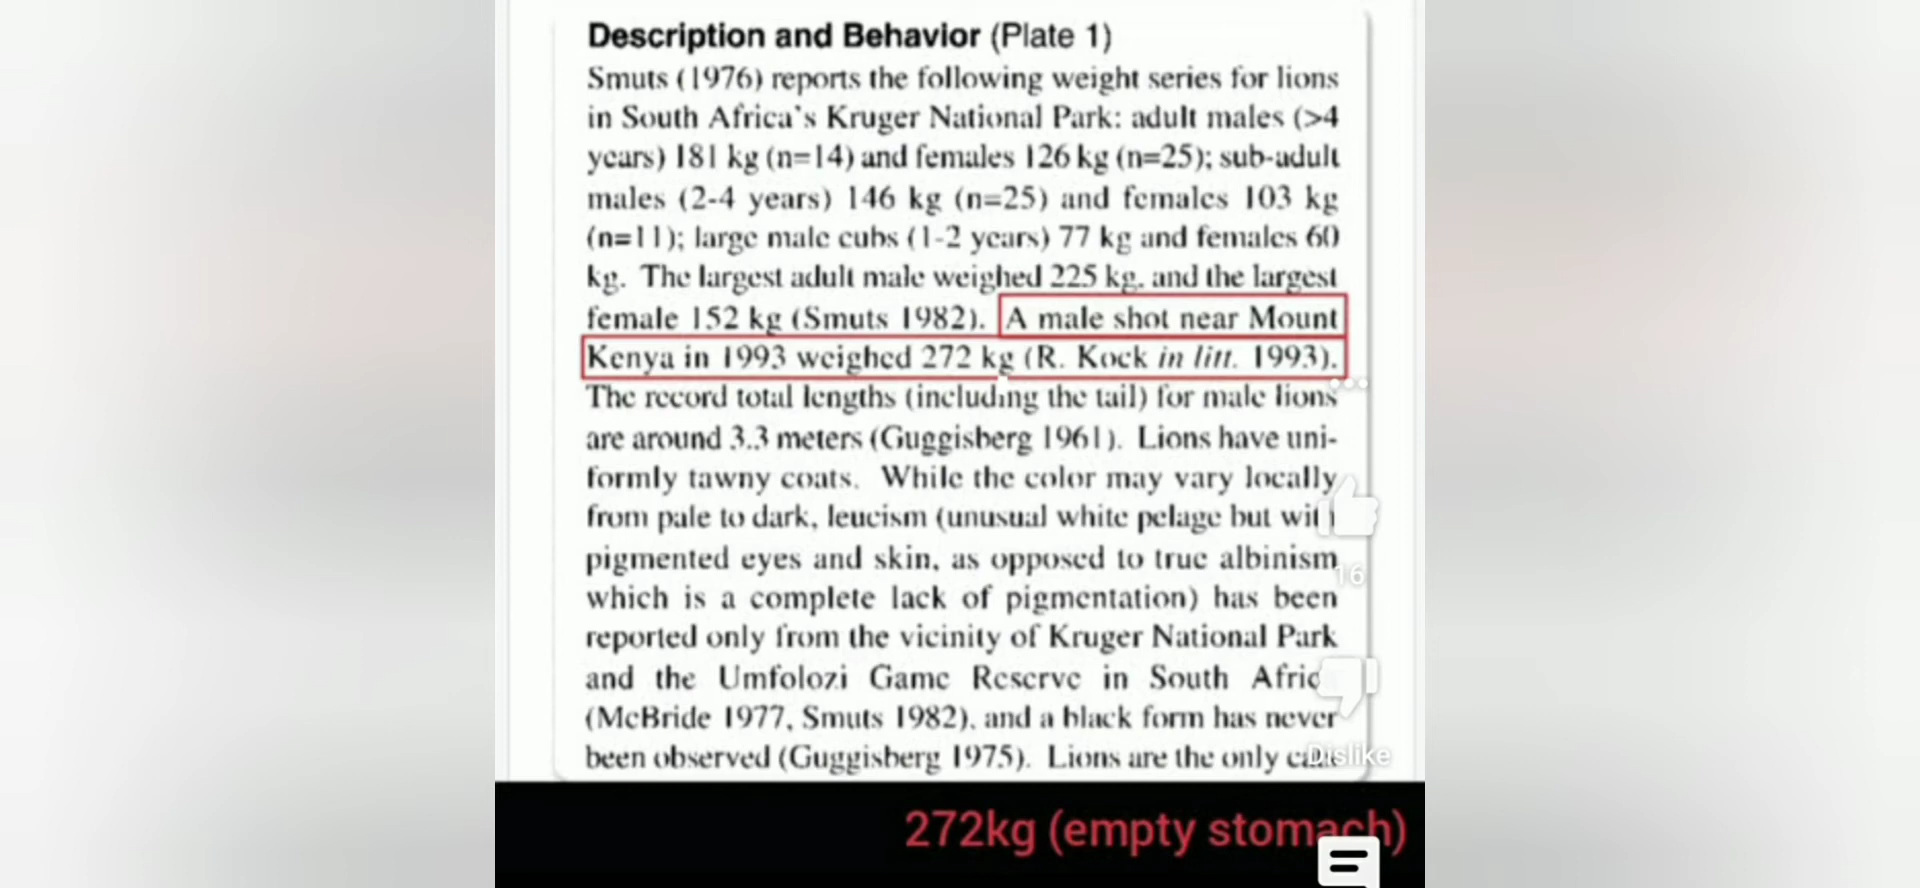 Description and Behavior (Plate 1)
Smuts (1976) reports the following weight series for lions
in South Africa's Kruger National Park: adult males (>4
years) 181 kg (n=14) and females 126 kg (n=25); sub-adult
males (2-4 years) 146 kg (n=25) and females 103 kg
(n=11); large male cubs (1-2 years) 77 kg and females 60
kg. The largest adult male weighed 225 kg, and the largest
female 152 kg (Smuts 1982). A male shot near Mount
Kenya in 1993 weighed 272 kg (R. Kock in litt. 1993).
The record total lengths (including the tail) for male lions
are around 3.3 meters (Guggisberg 1961). Lions have uni-
formly tawny coats. While the color may vary locally
from pale to dark, leucism (unusual white pelage but with
pigmented eyes and skin, as opposed to true albinism
which is a complete lack of pigmentation) has been
reported only from the vicinity of Kruger National Park
and the Umfolozi Game Reserve in South Africa
(McBride 1977, Smuts 1982), and a black form has never
been observed (Guggisberg 1975). Lions are the only
16
Dislike
272kg (empty stomach)